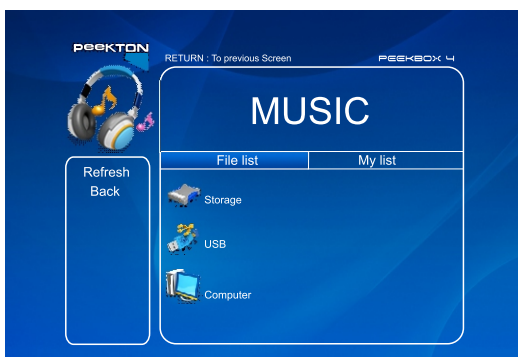 PEEKTON
RETURN : To previous Screen
PEEKBOX 4
MUSIC
File list
My list
Refresh
Back
Storage
USB
Computer